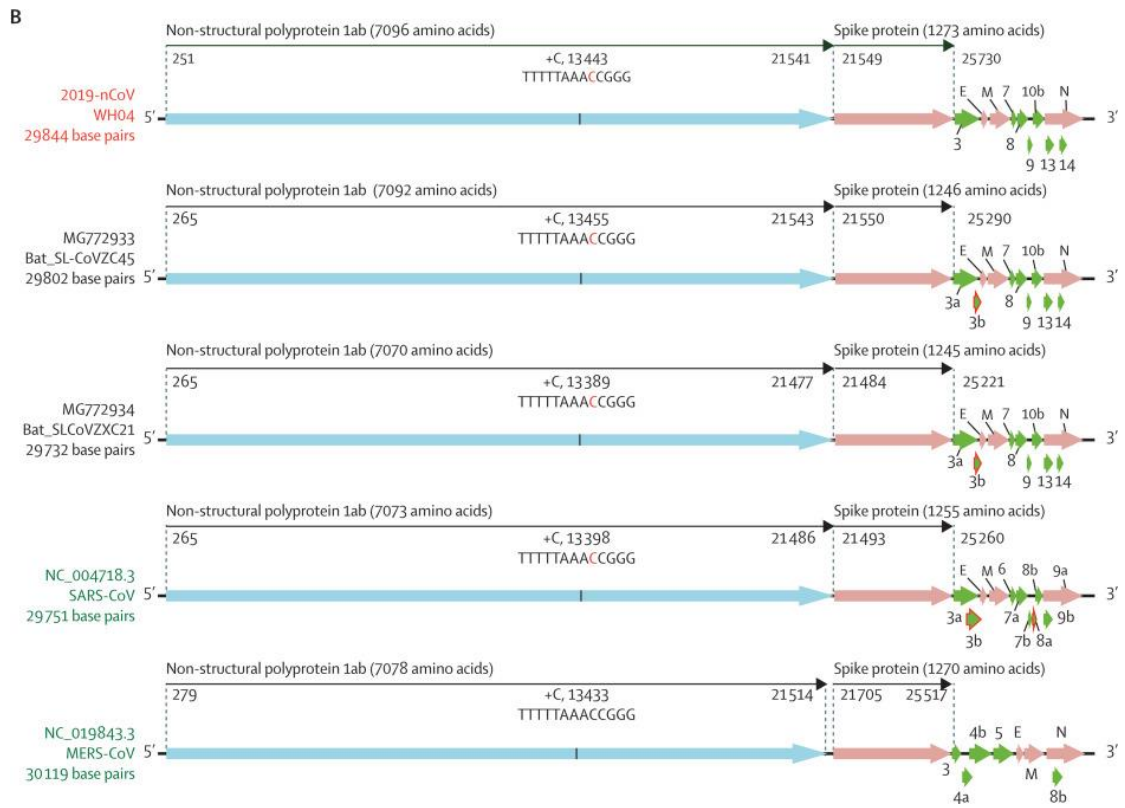 B
Non-structural polyprotein 1ab (7096 amino acids) Spike protein (1273 amino acids)
251 +C, 13443 21541 21549 25730
TTTTTAAACCGGG
2019-nCoV
WH04
29844 base pairs
5′ E M 7 10b N 3′
3 8
9 13 14
Non-structural polyprotein 1ab (7092 amino acids) Spike protein (1246 amino acids)
265 +C, 13455 21543 21550 25290
TTTTTAAACCGGG
MG772933
Bat_SL-CoVZC45
29802 base pairs
5′ E M 7 10b N 3′
3a 8
3b 9 13 14
Non-structural polyprotein 1ab (7070 amino acids) Spike protein (1245 amino acids)
265 +C, 13389 21477 21484 25221
TTTTTAAACCGGG
MG772934
Bat_SLCoVZXC21
29732 base pairs
5′ E M 7 10b N 3′
3a 8
3b 9 13 14
Non-structural polyprotein 1ab (7073 amino acids) Spike protein (1255 amino acids)
265 +C, 13398 21486 21493 25260
TTTTTAAACCGGG
NC_004718.3
SARS-CoV
29751 base pairs
5′ E M 6 8b 9a 3′
3a 7a 9b
3b 7b 8a
Non-structural polyprotein 1ab (7078 amino acids) Spike protein (1270 amino acids)
279 +C, 13433 21514 21705 25517
TTTTTAAACCGGG
NC_019843.3
MERS-CoV
30119 base pairs
5′ 4b 5 E N 3′
3 M
4a 8b